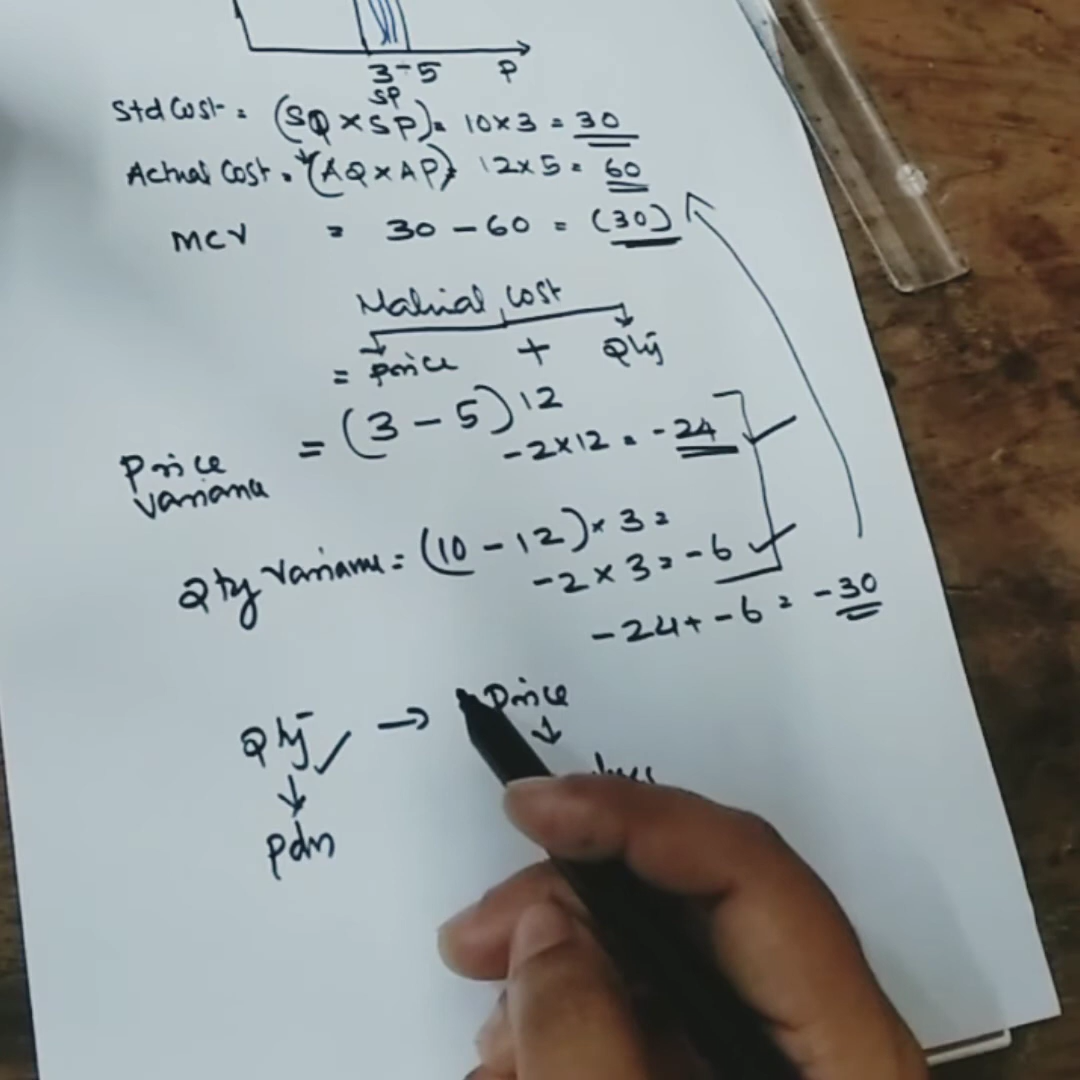 3-5 P
SP
Std Cost = (SQ × SP) = 10 × 3 = 30
Actual Cost = (AQ × AP) = 12 × 5 = 60
MCV = 30 - 60 = (30)
Material cost
= price + Qty
Price variance = (3 - 5) 12
-2 × 12 = -24
Qty variance = (10 - 12) × 3 =
-2 × 3 = -6
-24 + -6 = -30
Qty → Price
↓ ↓
Pdn